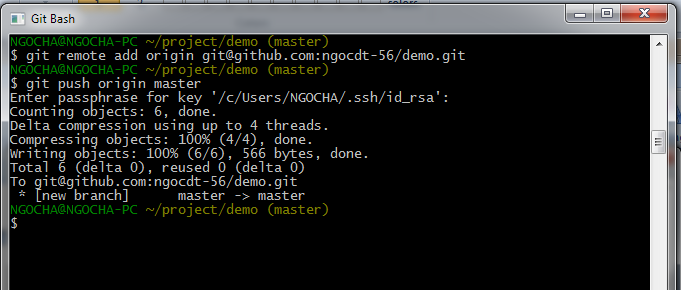 Git Bash
NGOCHA@NGOCHA-PC ~/project/demo (master)
$ git remote add origin git@github.com:ngocdt-56/demo.git
NGOCHA@NGOCHA-PC ~/project/demo (master)
$ git push origin master
Enter passphrase for key '/c/Users/NGOCHA/.ssh/id_rsa':
Counting objects: 6, done.
Delta compression using up to 4 threads.
Compressing objects: 100% (4/4), done.
Writing objects: 100% (6/6), 566 bytes, done.
Total 6 (delta 0), reused 0 (delta 0)
To git@github.com:ngocdt-56/demo.git
 * [new branch]      master -> master
NGOCHA@NGOCHA-PC ~/project/demo (master)
$